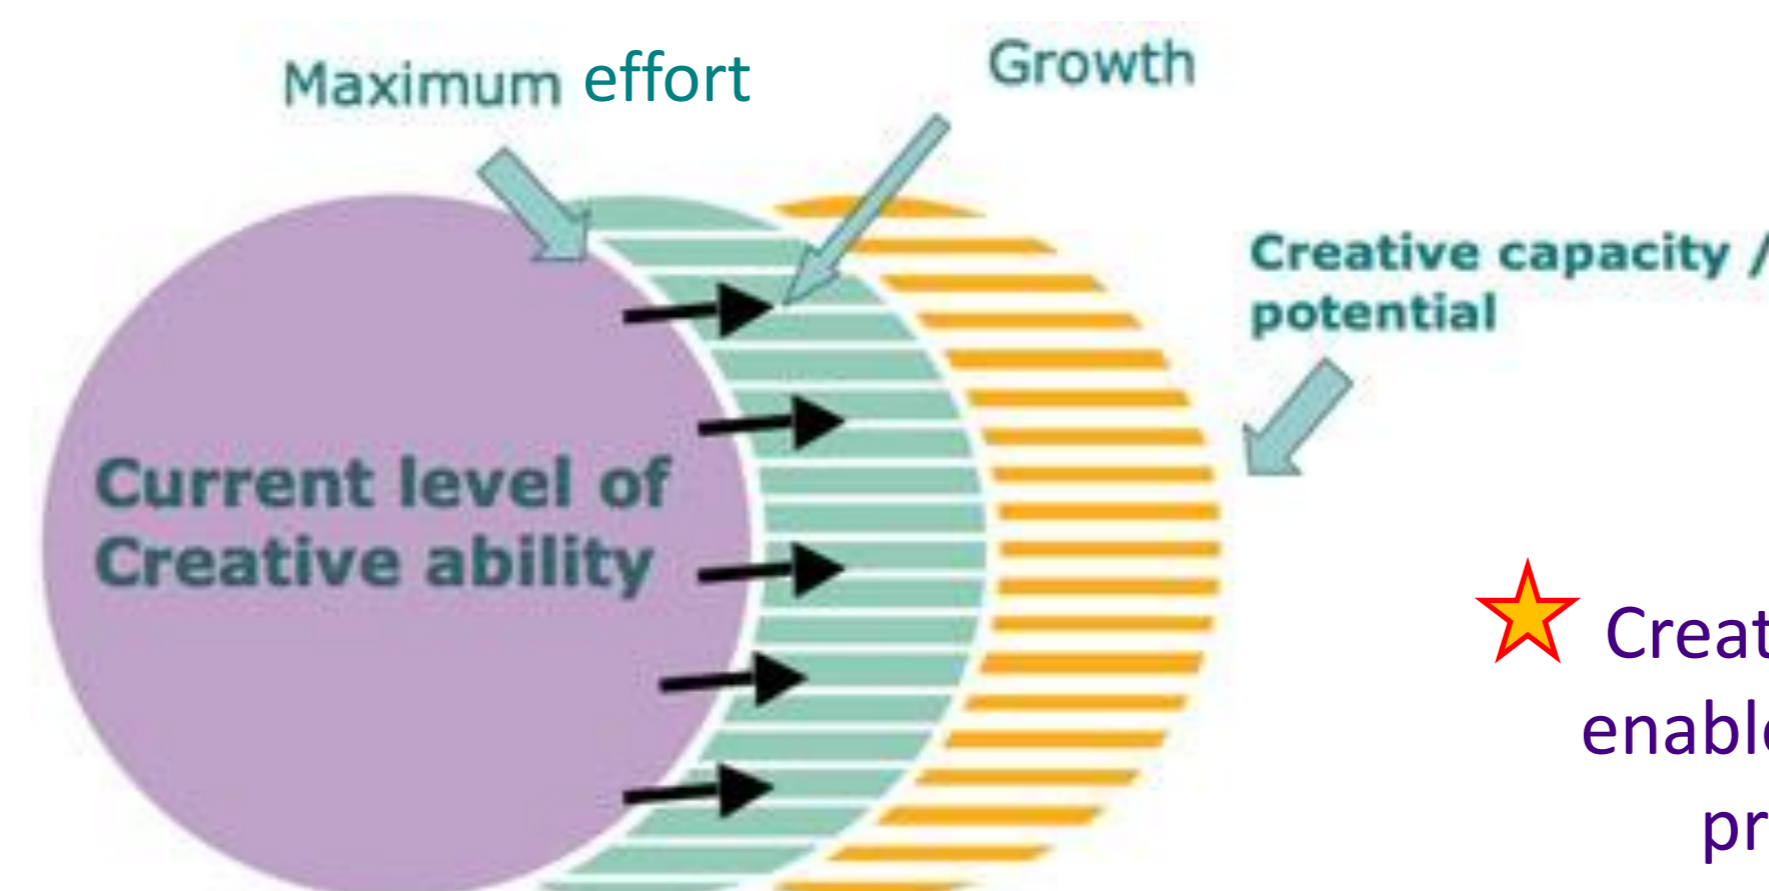 Maximum effort
Growth
Creative capacity /
potential
Current level of
Creative ability